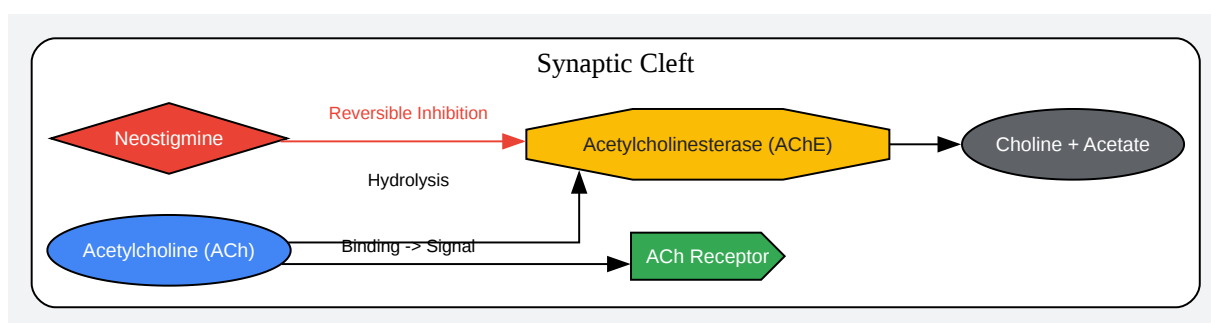 Synaptic Cleft
Reversible Inhibition
Neostigmine
Acetylcholinesterase (AChE)
Choline + Acetate
Hydrolysis
Acetylcholine (ACh)
Binding -> Signal
ACh Receptor